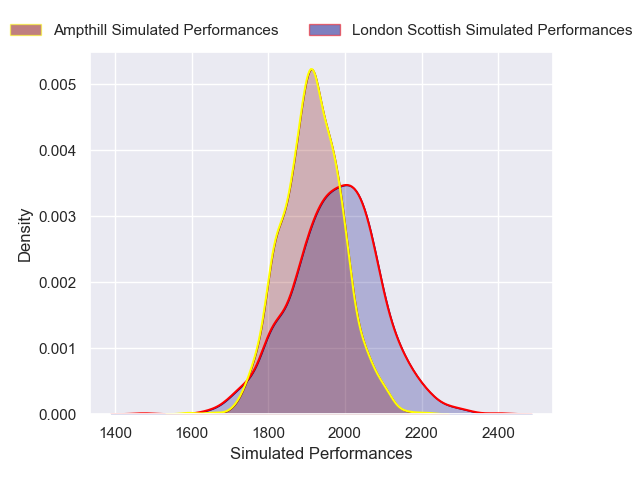 Ampthill Simulated Performances London Scottish Simulated Performances
0.005
0.004
0.003
0.002
0.001
0.000
Density
1400 1600 1800 2000 2200 2400
Simulated Performances